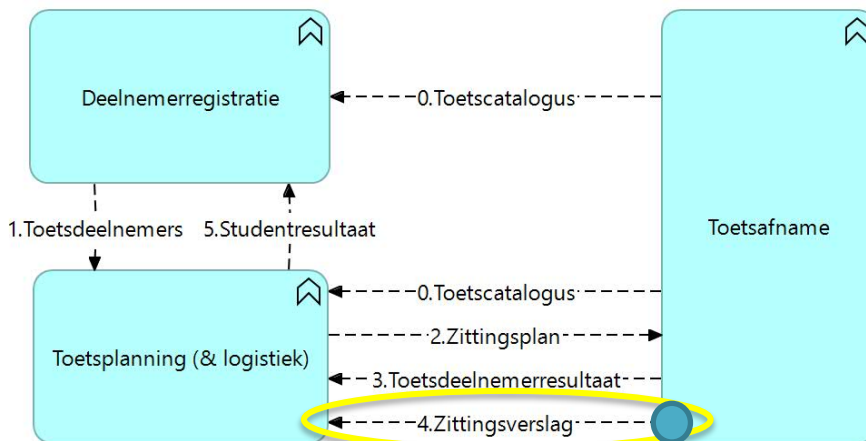 Deelnemerregistratie
0.Toetscatalogus
1.Toetsdeelnemers
5.Studentresultaat
Toetsafname
0.Toetscatalogus
2.Zittingsplan
Toetsplanning (& logistiek)
3.Toetsdeelnemerresultaat
4.Zittingsverslag